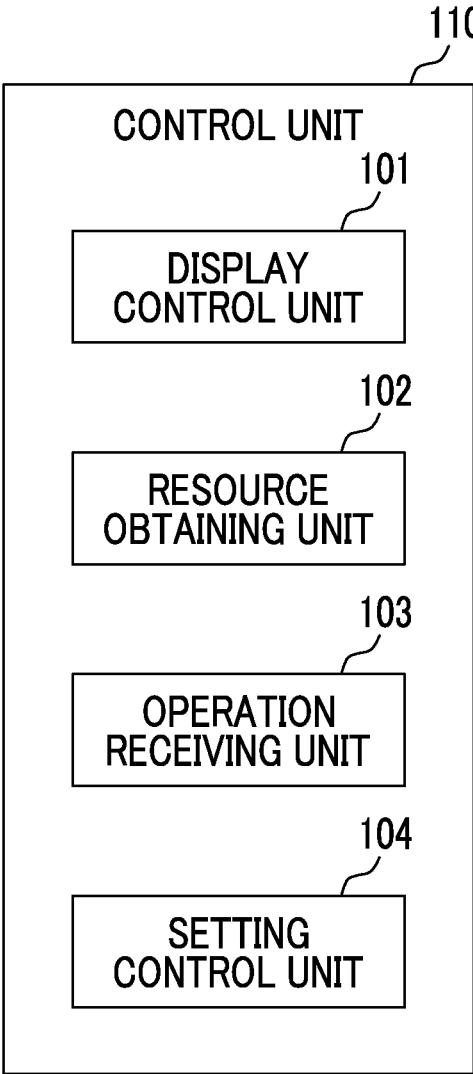 110
CONTROL UNIT
101
DISPLAY
CONTROL UNIT
102
RESOURCE
OBTAINING UNIT
103
OPERATION
RECEIVING UNIT
104
SETTING
CONTROL UNIT